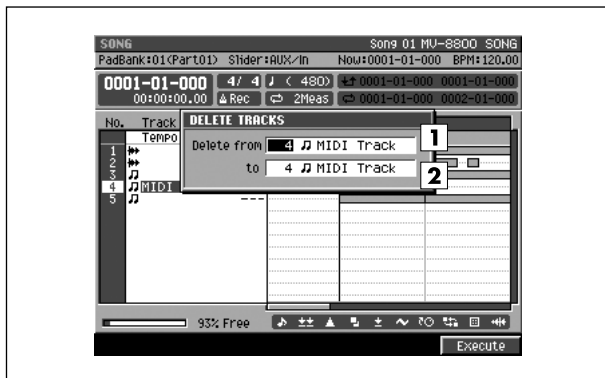 SONG Song 01 MV-8800 SONG
PadBank:01(Part01) Slider:AUX/In Now:0001-01-000 BPM:120.00
0001-01-000 4/ 4 ( 480) 0001-01-000 0001-01-000
00:00:00.00 Rec 2Meas 0001-01-000 0002-01-000
No. Track DELETE TRACKS
Tempo
Delete from 4 MIDI Track 1
to 4 MIDI Track 2
1
2
3
4 MIDI
5 ---
93% Free
Execute